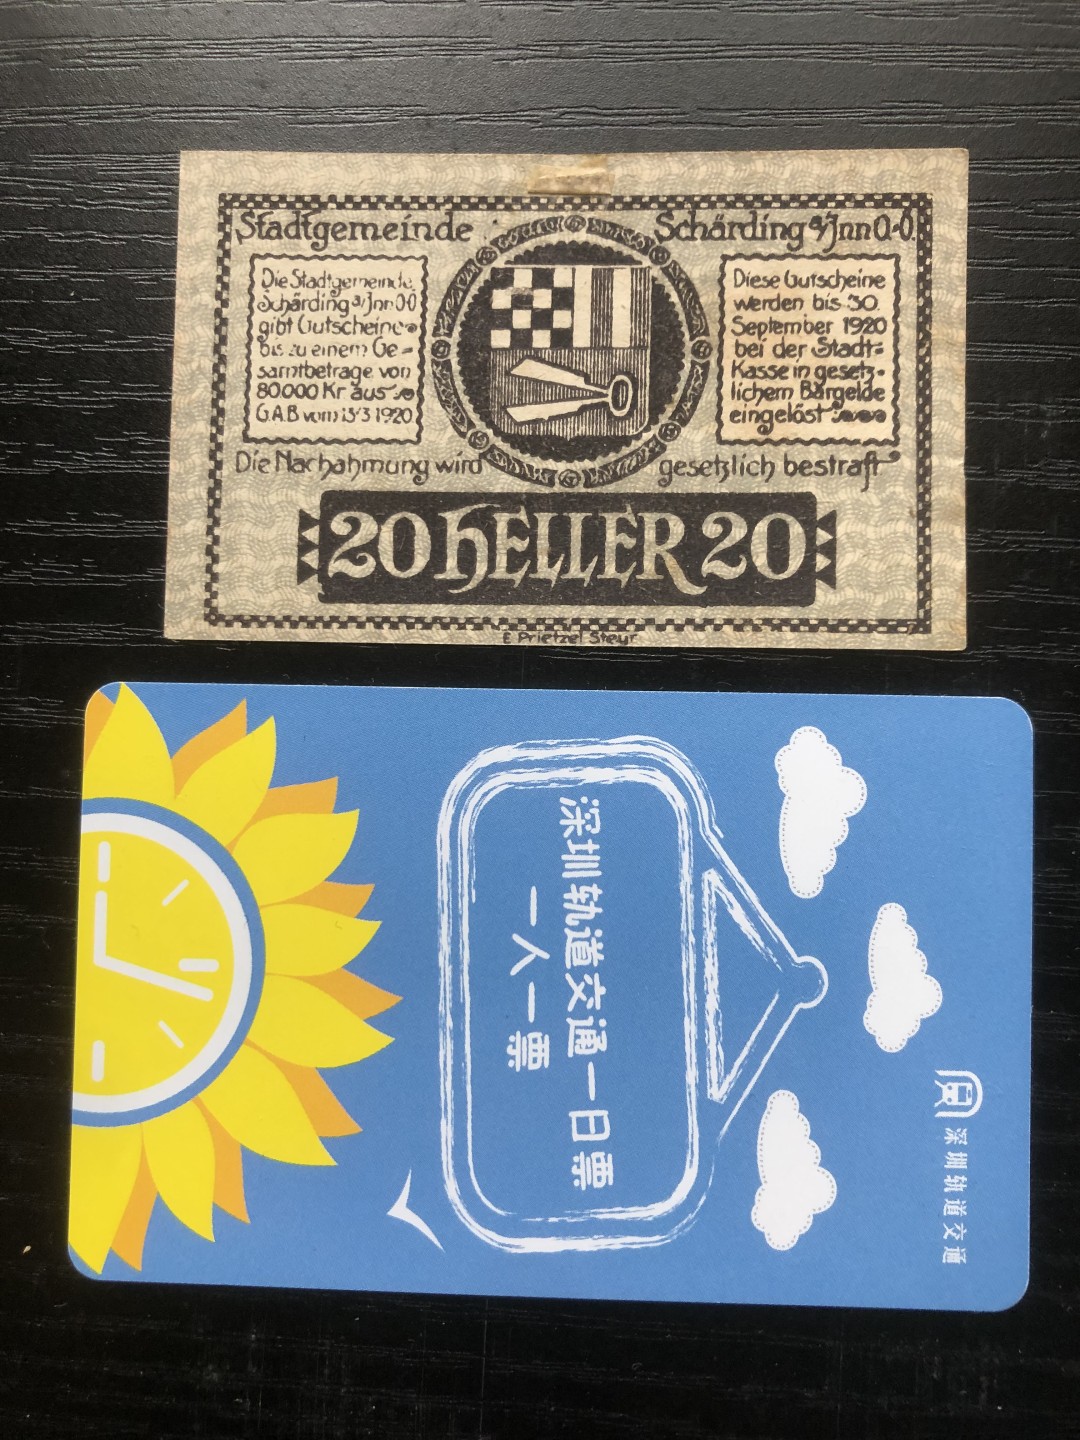 Stadtgemeinde
Schärding a/Inn O.Ö.
Die Stadtgemeinde
Schärding a/Inn O.Ö
gibt Gutscheine
bis zu einem Ge=
samtbetrage von
80000 Kr aus
G.A.B vom 13/3 1920
Diese Gutscheine
werden bis 30.
September 1920
bei der Stadt=
Kasse in gesetz=
lichem Bargelde
eingelöst
Die Nachahmung wird
gesetzlich bestraft
20 HELLER 20
E Prietzel Steyr
深圳轨道交通
深圳轨道交通一日票
一人一票